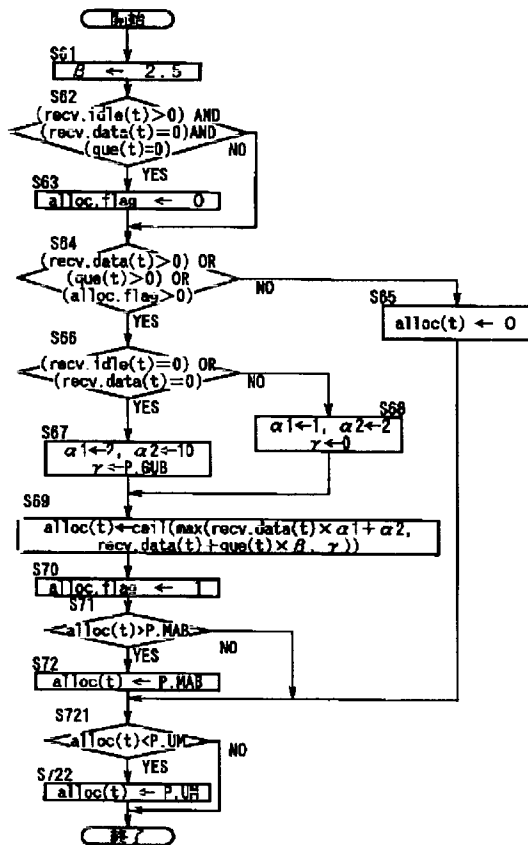 開始
S61
β ← 2.5
S62
(recv.idle(t)>0) AND
(recv.data(t)=0)AND
(que(t)=0)
NO
YES
S63
alloc.flag ← 0
S64
(recv.data(t)>0) OR
(que(t)>0) OR
(alloc.flag>0)
NO
YES
S65
alloc(t) ← 0
S66
(recv.idle(t)=0) OR
(recv.data(t)=0)
NO
YES
S67
α1←2, α2←10
γ←P.GUB
S68
α1←1, α2←2
γ←0
S69
alloc(t)←ceil(max(recv.data(t)×α1+α2,
recv.data(t)+que(t)×β, γ))
S70
alloc.flag ← 1
S71
alloc(t)>P.MAB
NO
YES
S72
alloc(t) ← P.MAB
S721
alloc(t)<P.UM
NO
YES
S722
alloc(t) ← P.UM
終了